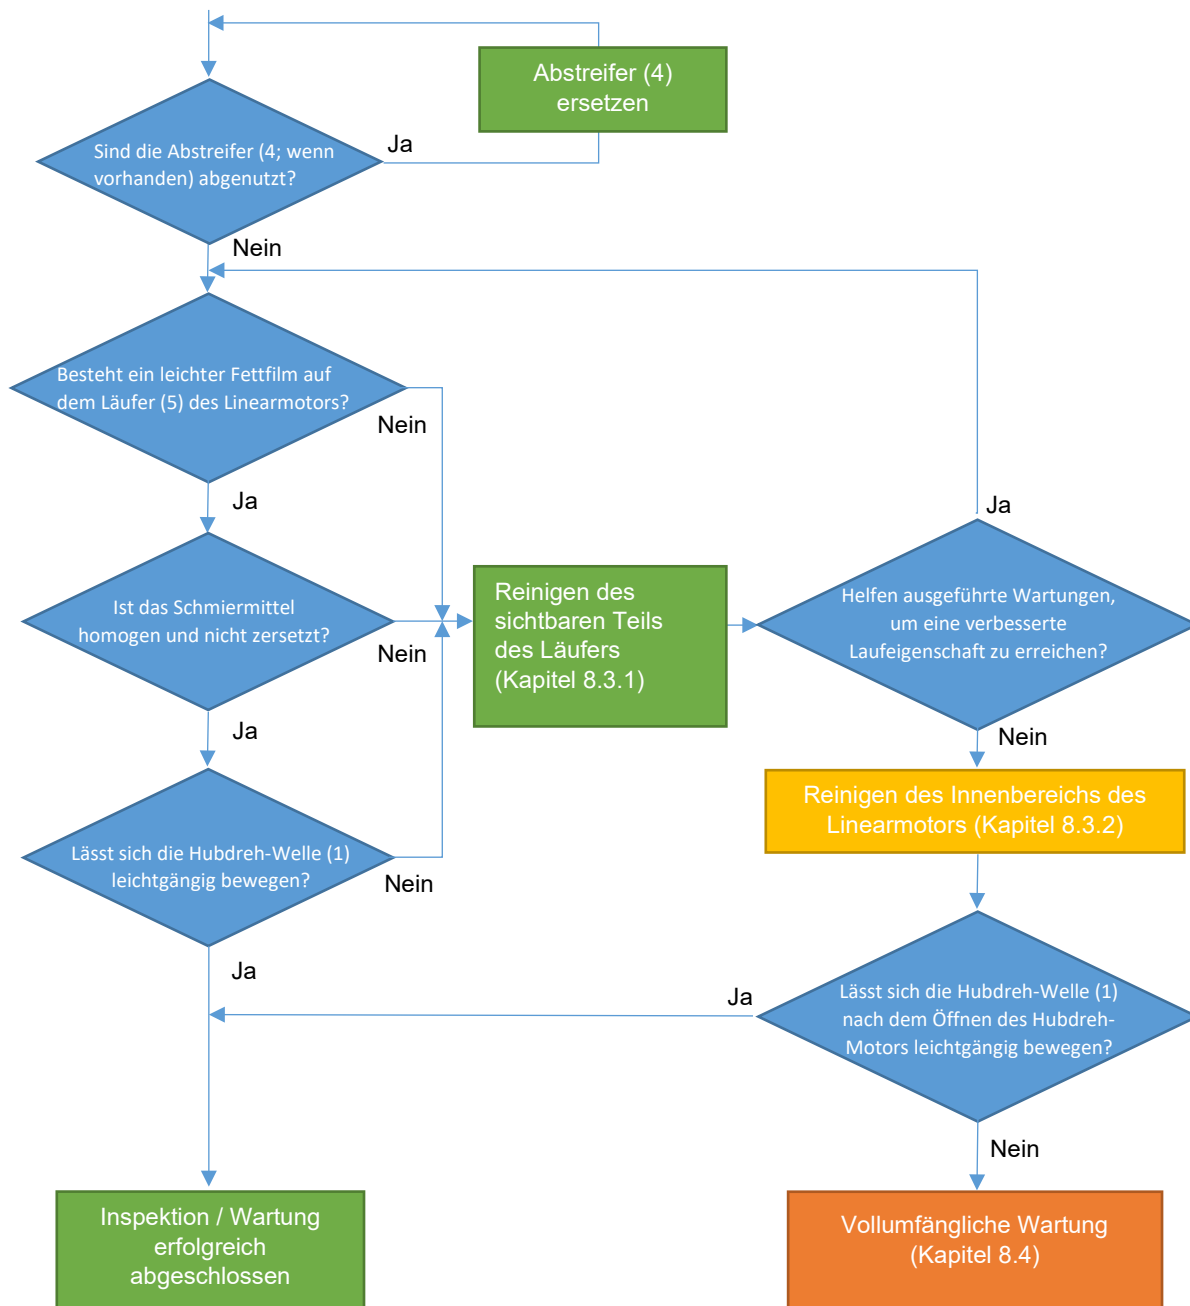 Abstreifer (4)
ersetzen
Sind die Abstreifer (4; wenn
vorhanden) abgenutzt?
Ja
Nein
Besteht ein leichter Fettfilm auf
dem Läufer (5) des Linearmotors?
Nein
Ja
Ist das Schmiermittel
homogen und nicht zersetzt?
Nein
Ja
Reinigen des
sichtbaren Teils
des Läufers
(Kapitel 8.3.1)
Ja
Helfen ausgeführte Wartungen,
um eine verbesserte
Laufeigenschaft zu erreichen?
Nein
Lässt sich die Hubdreh-Welle (1)
leichtgängig bewegen?
Nein
Ja
Reinigen des Innenbereichs des
Linearmotors (Kapitel 8.3.2)
Ja
Lässt sich die Hubdreh-Welle (1)
nach dem Öffnen des Hubdreh-
Motors leichtgängig bewegen?
Nein
Inspektion / Wartung
erfolgreich
abgeschlossen
Vollumfängliche Wartung
(Kapitel 8.4)